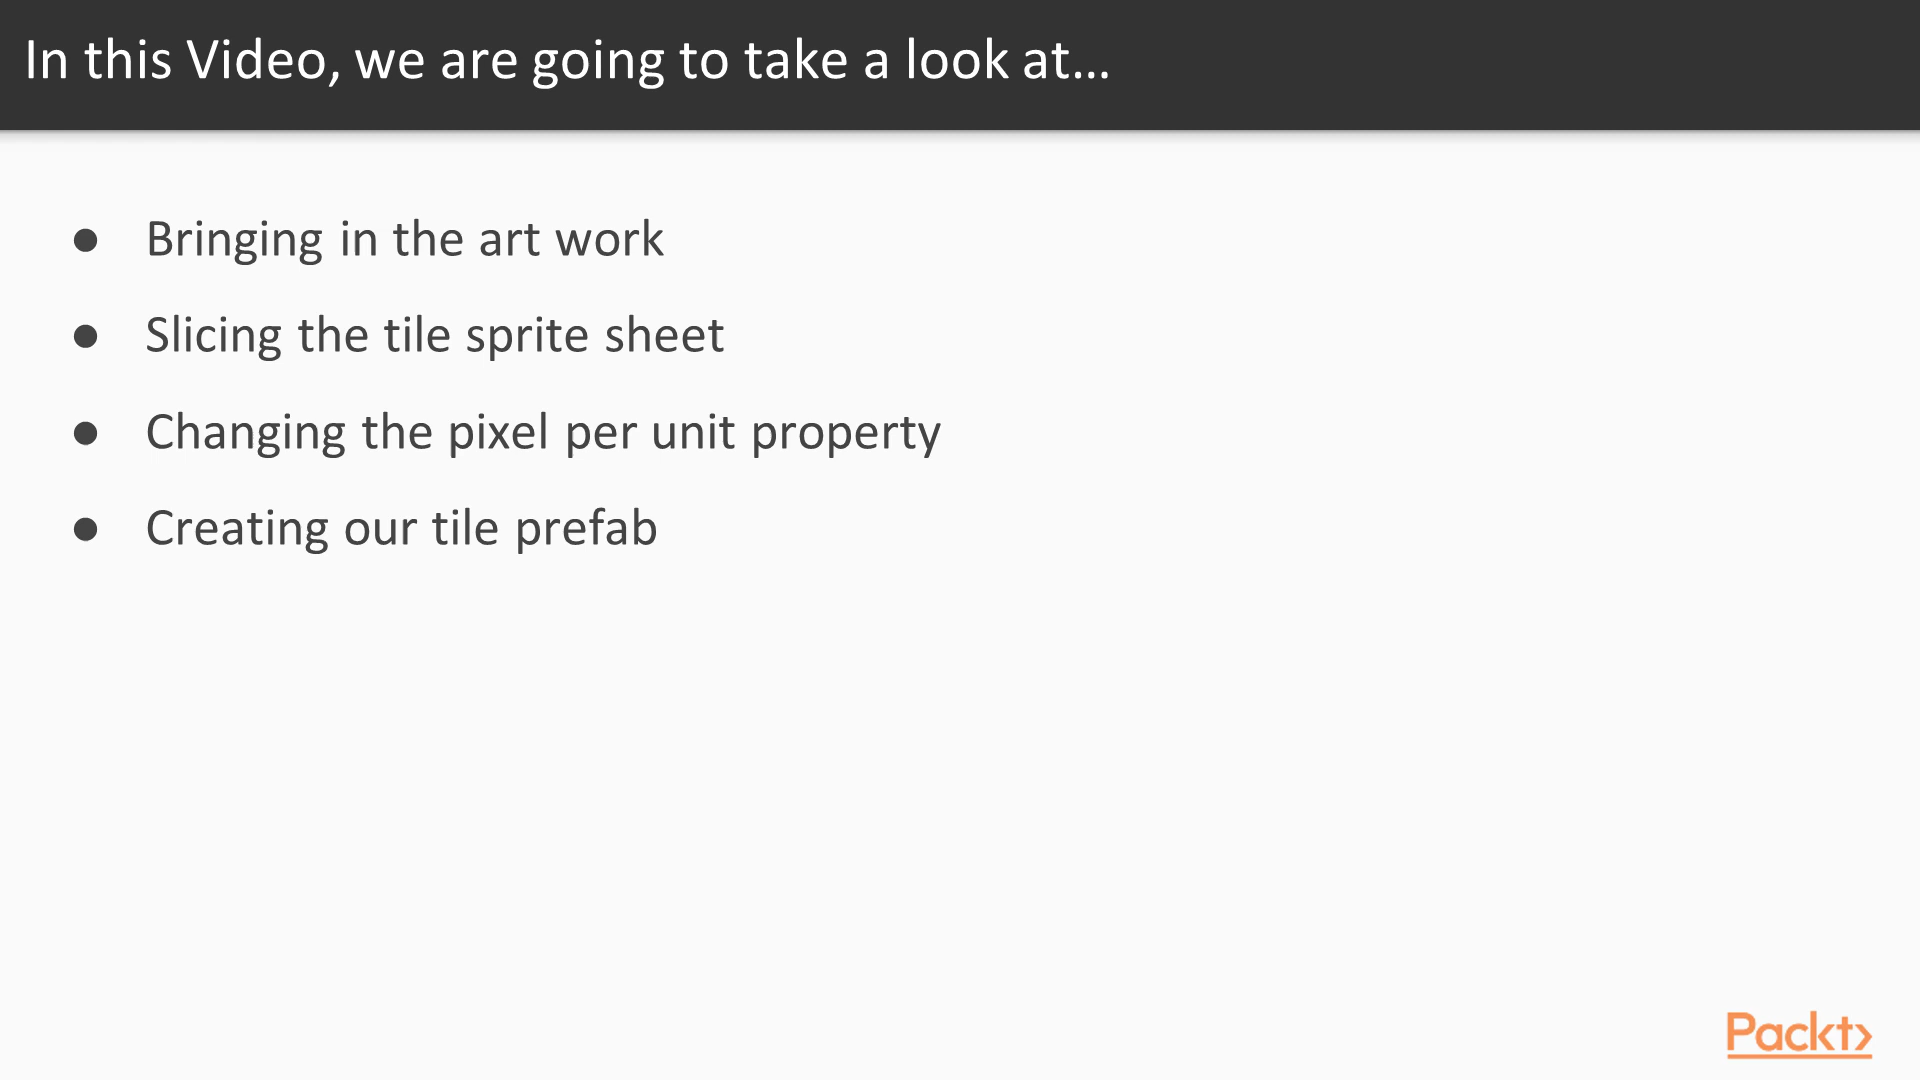 In this Video, we are going to take a look at…
● Bringing in the art work
● Slicing the tile sprite sheet
● Changing the pixel per unit property
● Creating our tile prefab
Packt>